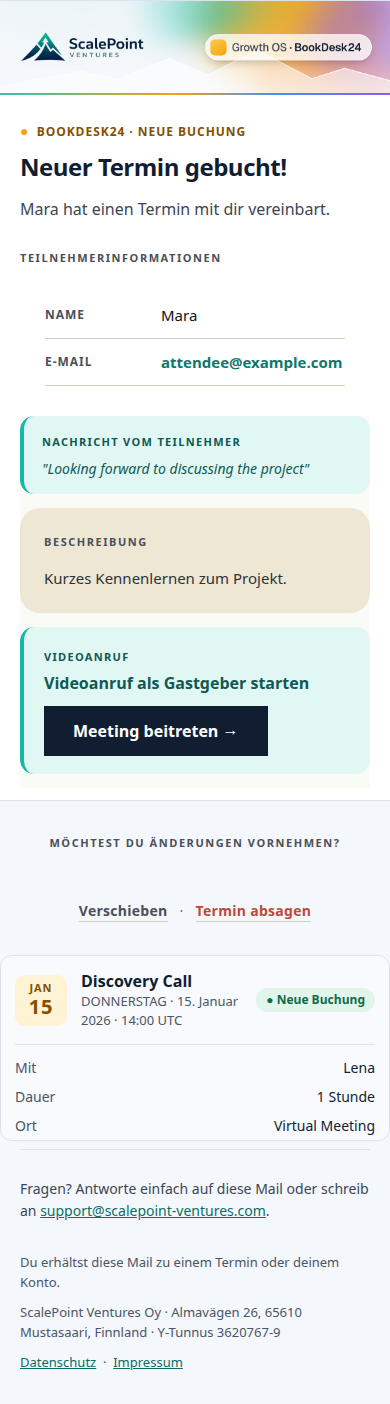 ScalePoint
VENTURES
Growth OS · BookDesk24
BOOKDESK24 · NEUE BUCHUNG
Neuer Termin gebucht!
Mara hat einen Termin mit dir vereinbart.
TEILNEHMERINFORMATIONEN
NAME Mara
E-MAIL attendee@example.com
NACHRICHT VOM TEILNEHMER
"Looking forward to discussing the project"
BESCHREIBUNG
Kurzes Kennenlernen zum Projekt.
VIDEOANRUF
Videoanruf als Gastgeber starten
Meeting beitreten →
MÖCHTEST DU ÄNDERUNGEN VORNEHMEN?
Verschieben · Termin absagen
JAN
15
Discovery Call
DONNERSTAG · 15. Januar
2026 · 14:00 UTC
● Neue Buchung
Mit Lena
Dauer 1 Stunde
Ort Virtual Meeting
Fragen? Antworte einfach auf diese Mail oder schreib
an support@scalepoint-ventures.com.
Du erhältst diese Mail zu einem Termin oder deinem
Konto.
ScalePoint Ventures Oy · Almavägen 26, 65610
Mustasaari, Finnland · Y-Tunnus 3620767-9
Datenschutz · Impressum